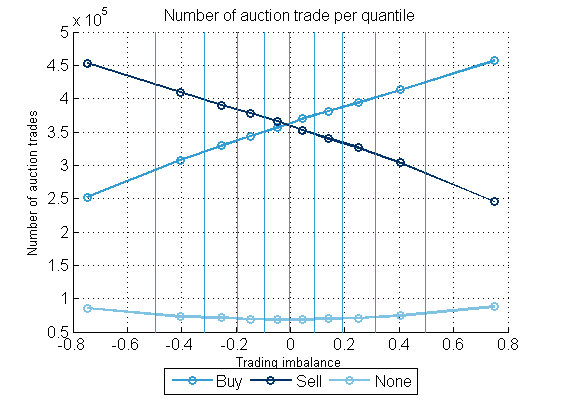 Number of auction trade per quantile
x 10^5
5
4.5
4
3.5
3
2.5
2
1.5
1
0.5
Number of auction trades
-0.8 -0.6 -0.4 -0.2 0 0.2 0.4 0.6 0.8
Trading imbalance
Buy Sell None